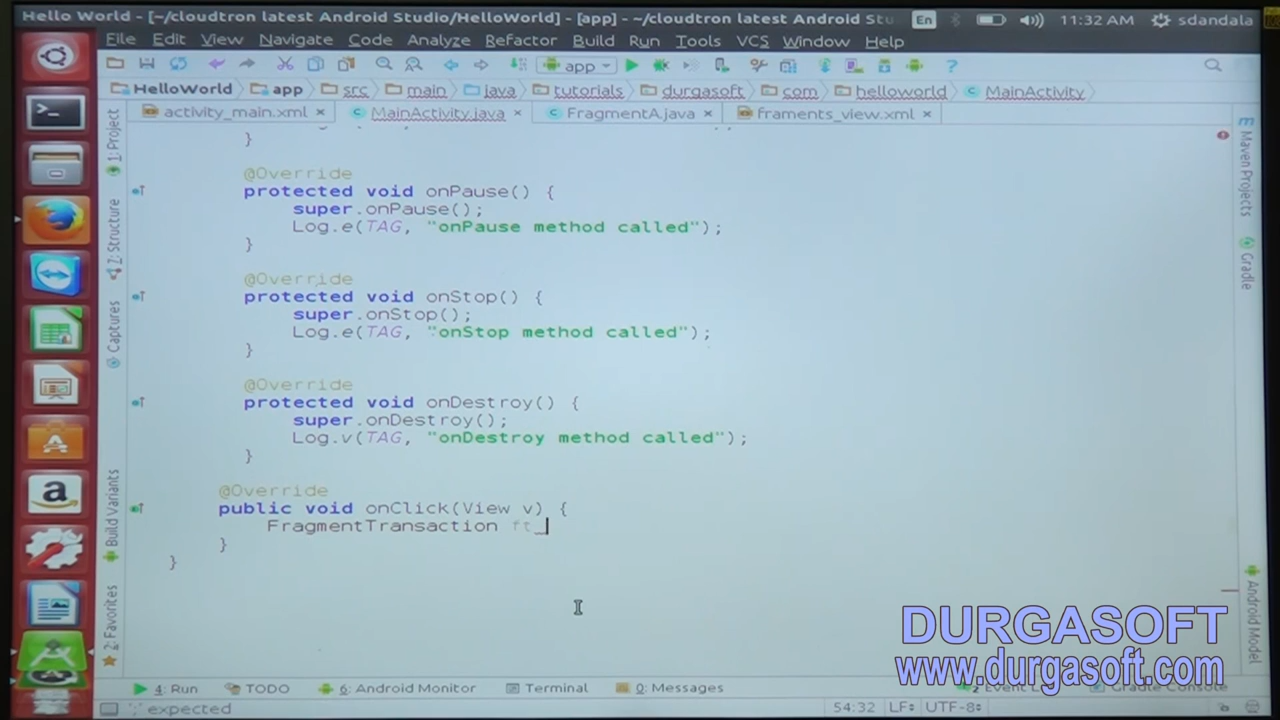 Hello World - [~/cloudtron latest Android Studio/HelloWorld] - [app] - ~/cloudtron latest Android Stu
En
11:32 AM
sdandala
File Edit View Navigate Code Analyze Refactor Build Run Tools VCS Window Help
app
HelloWorld app src main java tutorials durgasoft com helloworld MainActivity
activity_main.xml × MainActivity.java × FragmentA.java × framents_view.xml ×
}
@Override
protected void onPause() {
super.onPause();
Log.e(TAG, "onPause method called");
}
@Override
protected void onStop() {
super.onStop();
Log.e(TAG, "onStop method called");
}
@Override
protected void onDestroy() {
super.onDestroy();
Log.v(TAG, "onDestroy method called");
}
@Override
public void onClick(View v) {
FragmentTransaction ft
}
}
1: Project
7: Structure
Captures
Build Variants
2: Favorites
Maven Projects
Gradle
Android Model
DURGASOFT
www.durgasoft.com
4: Run TODO 6: Android Monitor Terminal 0: Messages
Gradle Console
';' expected
54:32 LF UTF-8